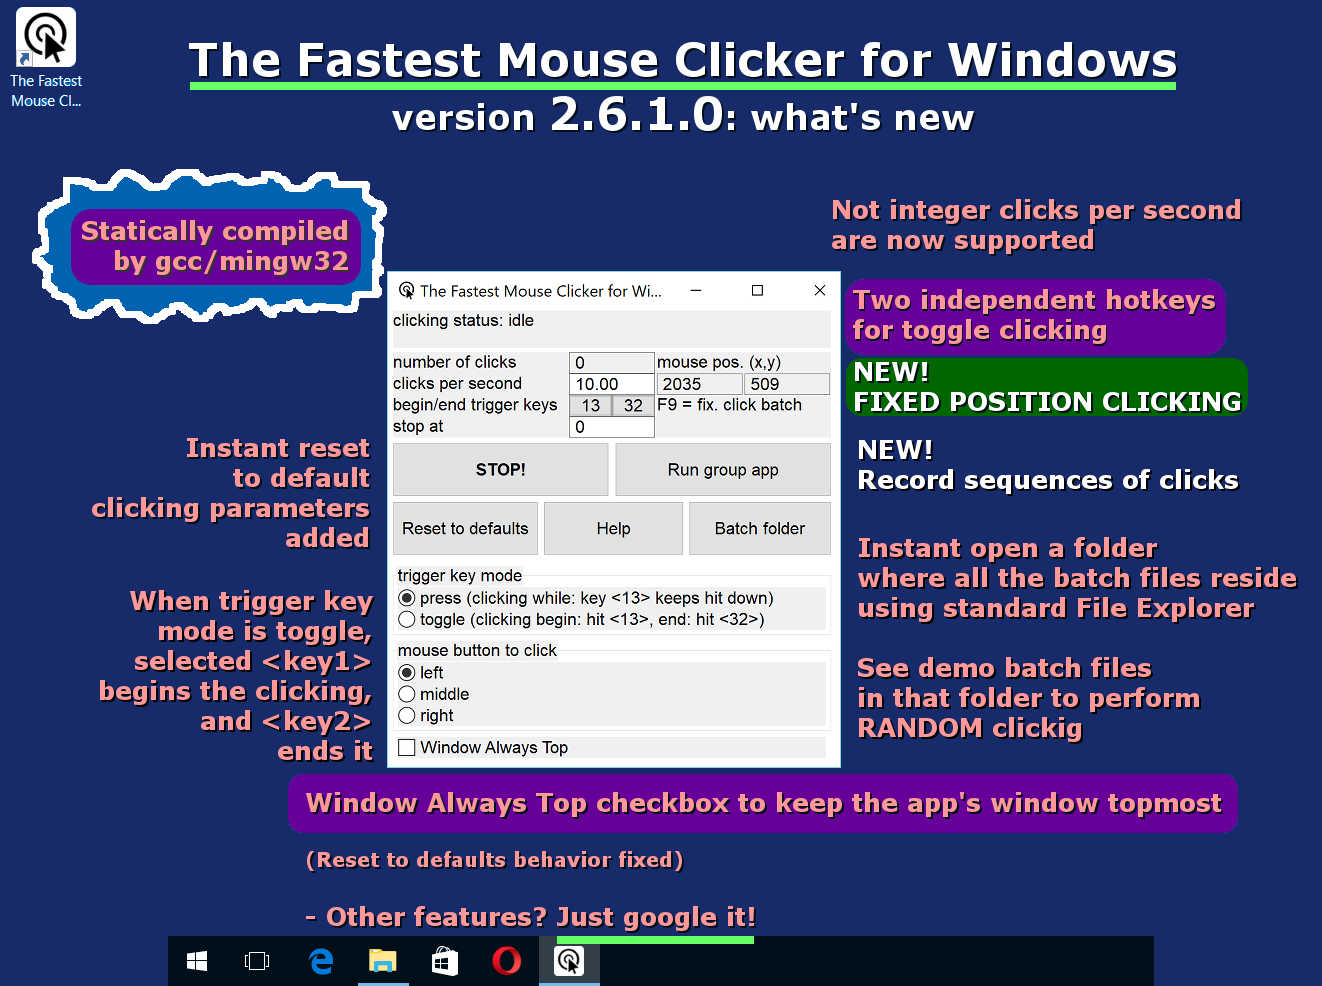 The Fastest
Mouse Cl...
The Fastest Mouse Clicker for Windows
version 2.6.1.0: what's new
Statically compiled
by gcc/mingw32
Not integer clicks per second
are now supported
Two independent hotkeys
for toggle clicking
NEW!
FIXED POSITION CLICKING
NEW!
Record sequences of clicks
Instant open a folder
where all the batch files reside
using standard File Explorer
See demo batch files
in that folder to perform
RANDOM clickig
Instant reset
to default
clicking parameters
added
When trigger key
mode is toggle,
selected <key1>
begins the clicking,
and <key2>
ends it
The Fastest Mouse Clicker for Wi...
clicking status: idle
number of clicks 0 mouse pos. (x,y)
clicks per second 10.00 2035 509
begin/end trigger keys 13 32 F9 = fix. click batch
stop at 0
STOP! Run group app
Reset to defaults Help Batch folder
trigger key mode
press (clicking while: key <13> keeps hit down)
toggle (clicking begin: hit <13>, end: hit <32>)
mouse button to click
left
middle
right
Window Always Top
Window Always Top checkbox to keep the app's window topmost
(Reset to defaults behavior fixed)
- Other features? Just google it!